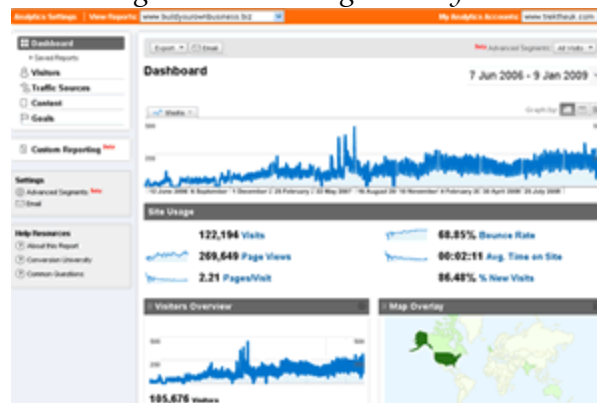 Analytics Settings | View Reports: www.buildyourownbusiness.biz
My Analytics Accounts: www.trektheuk.com
Dashboard
Saved Reports
Visitors
Traffic Sources
Content
Goals
Custom Reporting Beta
Settings
Advanced Segments Beta
Email
Help Resources
About this Report
Conversion University
Common Questions
Export Email
Beta Advanced Segments: All Visits
Dashboard
7 Jun 2006 - 9 Jan 2009
Visits
Graph by:
Site Usage
122,194 Visits
68.85% Bounce Rate
269,649 Page Views
00:02:11 Avg. Time on Site
2.21 Pages/Visit
86.48% % New Visits
Visitors Overview
Map Overlay
105,676 Visitors